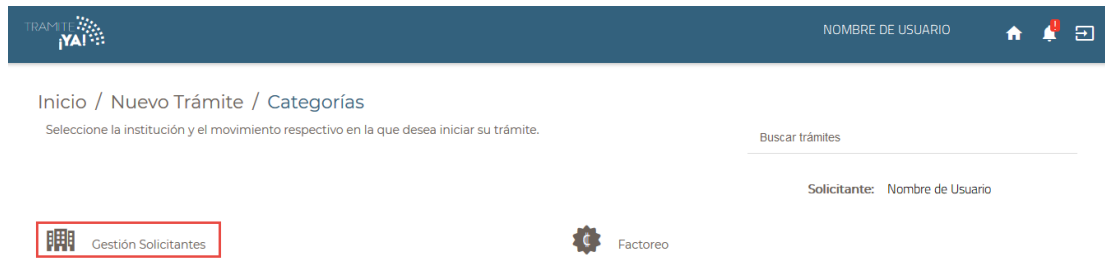 TRAMITE
¡YA!
NOMBRE DE USUARIO
!
Inicio / Nuevo Trámite / Categorías
Seleccione la institución y el movimiento respectivo en la que desea iniciar su trámite.
Buscar trámites
Solicitante: Nombre de Usuario
Gestión Solicitantes
₡
Factoreo